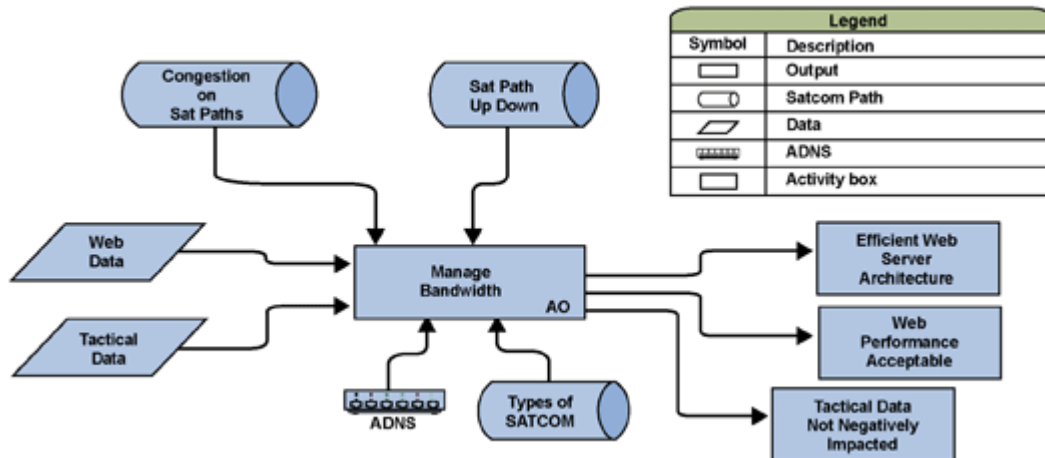 Legend
Symbol Description
Output
Satcom Path
Data
ADNS
Activity box
Congestion
on
Sat Paths
Sat Path
Up Down
Web
Data
Tactical
Data
Manage
Bandwidth
AO
ADNS
Types of
SATCOM
Efficient Web
Server
Architecture
Web
Performance
Acceptable
Tactical Data
Not Negatively
Impacted